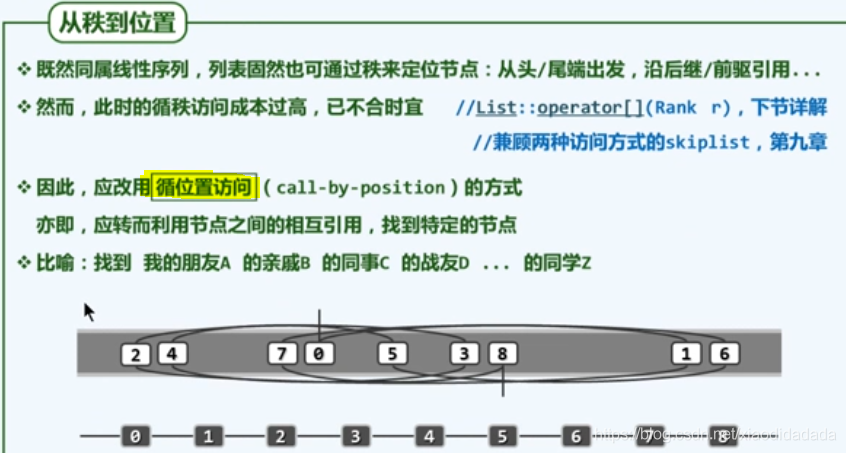 从秩到位置
❖既然同属线性序列，列表固然也可通过秩来定位节点：从头/尾端出发，沿后继/前驱引用...
❖然而，此时的循秩访问成本过高，已不合时宜 //List::operator[](Rank r)，下节详解
//兼顾两种访问方式的skiplist，第九章
❖因此，应改用循位置访问（call-by-position）的方式
亦即，应转而利用节点之间的相互引用，找到特定的节点
❖比喻：找到 我的朋友A 的亲戚B 的同事C 的战友D ... 的同学Z
2 4 7 0 5 3 8 1 6
0 1 2 3 4 5 6 7 8
https://blog.csdn.net/xiaodidadada